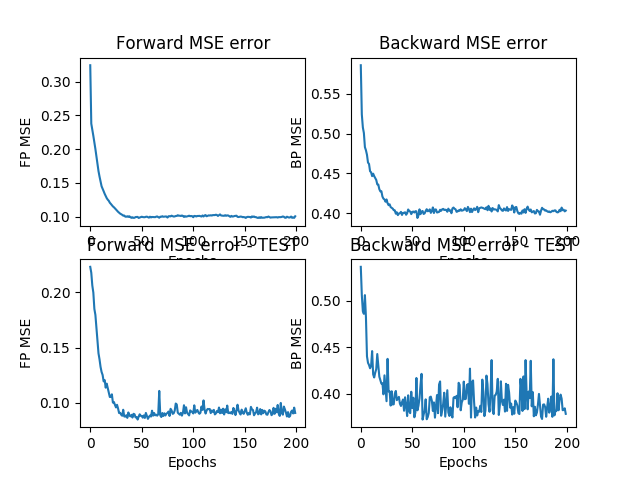 Forward MSE error
Backward MSE error
FP MSE
0.30
0.25
0.20
0.15
0.10
0 50 100 150 200
Epochs
BP MSE
0.55
0.50
0.45
0.40
0 50 100 150 200
Epochs
Forward MSE error - TEST
Backward MSE error - TEST
FP MSE
0.20
0.15
0.10
0 50 100 150 200
Epochs
BP MSE
0.50
0.45
0.40
0 50 100 150 200
Epochs